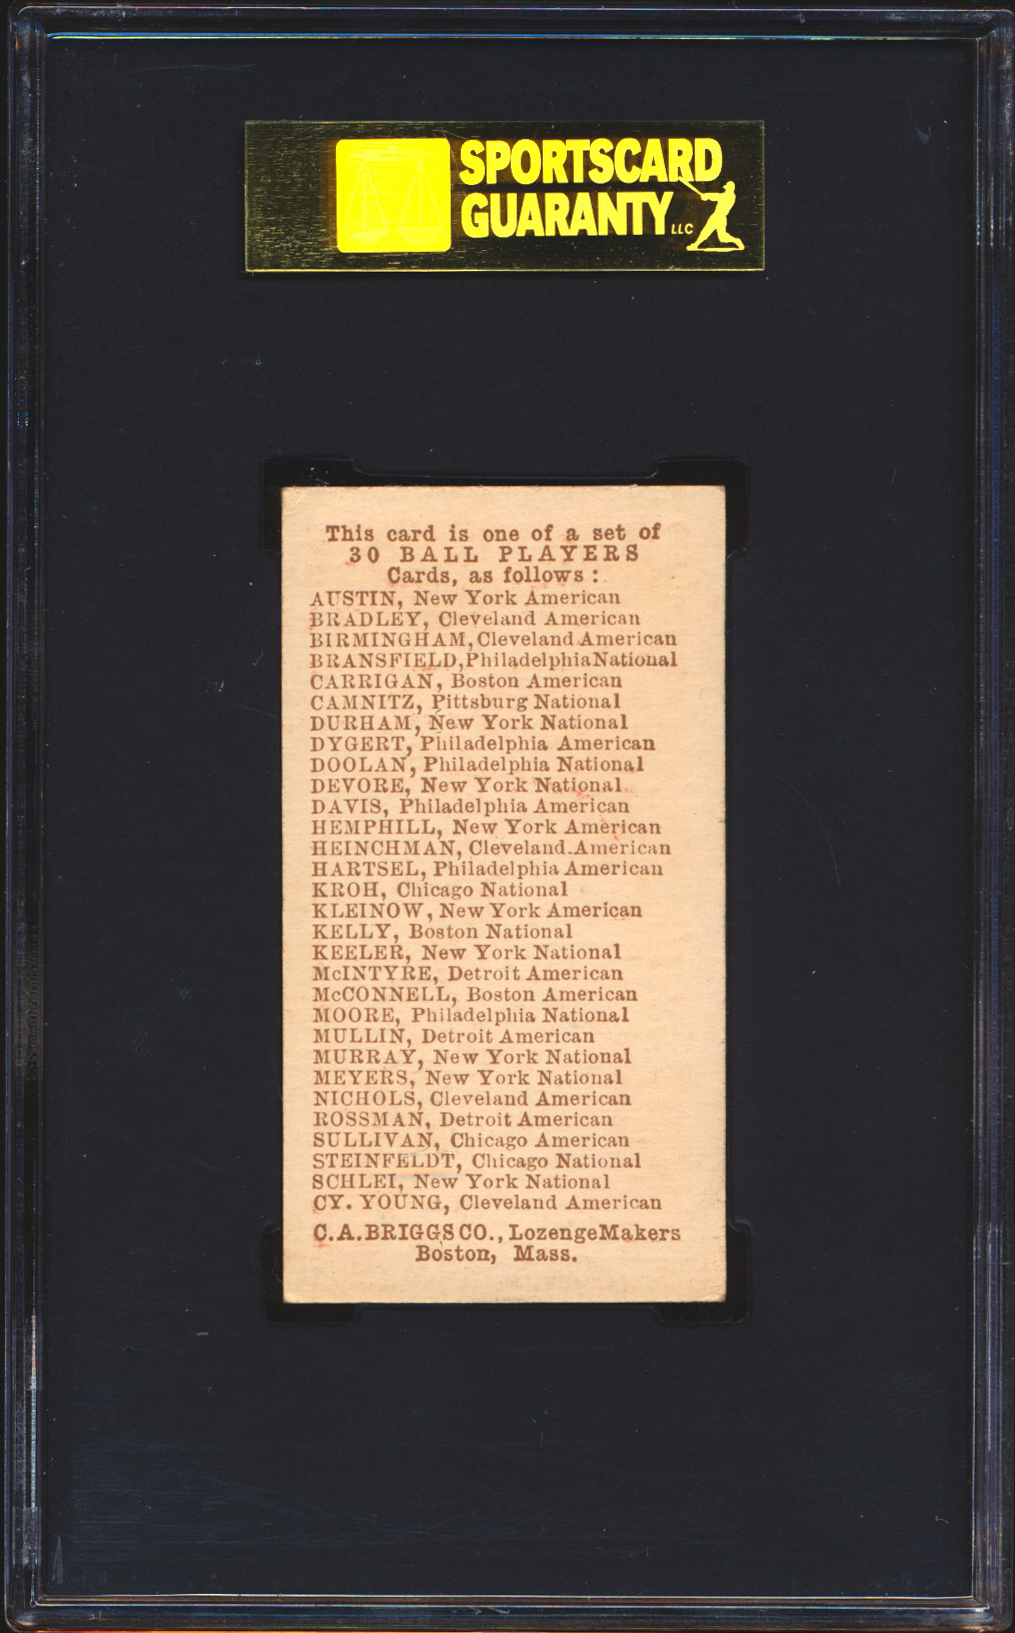 SPORTSCARD
GUARANTY LLC
This card is one of a set of
30 BALL PLAYERS
Cards, as follows:
AUSTIN, New York American
BRADLEY, Cleveland American
BIRMINGHAM, Cleveland American
BRANSFIELD, Philadelphia National
CARRIGAN, Boston American
CAMNITZ, Pittsburg National
DURHAM, New York National
DYGERT, Philadelphia American
DOOLAN, Philadelphia National
DEVORE, New York National
DAVIS, Philadelphia American
HEMPHILL, New York American
HEINCHMAN, Cleveland American
HARTSEL, Philadelphia American
KROH, Chicago National
KLEINOW, New York American
KELLY, Boston National
KEELER, New York National
McINTYRE, Detroit American
McCONNELL, Boston American
MOORE, Philadelphia National
MULLIN, Detroit American
MURRAY, New York National
MEYERS, New York National
NICHOLS, Cleveland American
ROSSMAN, Detroit American
SULLIVAN, Chicago American
STEINFELDT, Chicago National
SCHLEI, New York National
CY. YOUNG, Cleveland American
C. A. BRIGGS CO., Lozenge Makers
Boston, Mass.